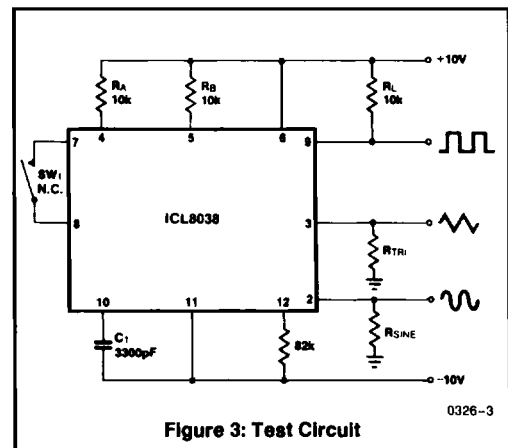 +10V
RA
10k
RB
10k
RL
10k
4
5
6
7
9
SW1
N.C.
8
ICL8038
3
RTRI
2
10
11
12
RSINE
C1
3300pF
82k
-10V
0326-3
Figure 3: Test Circuit